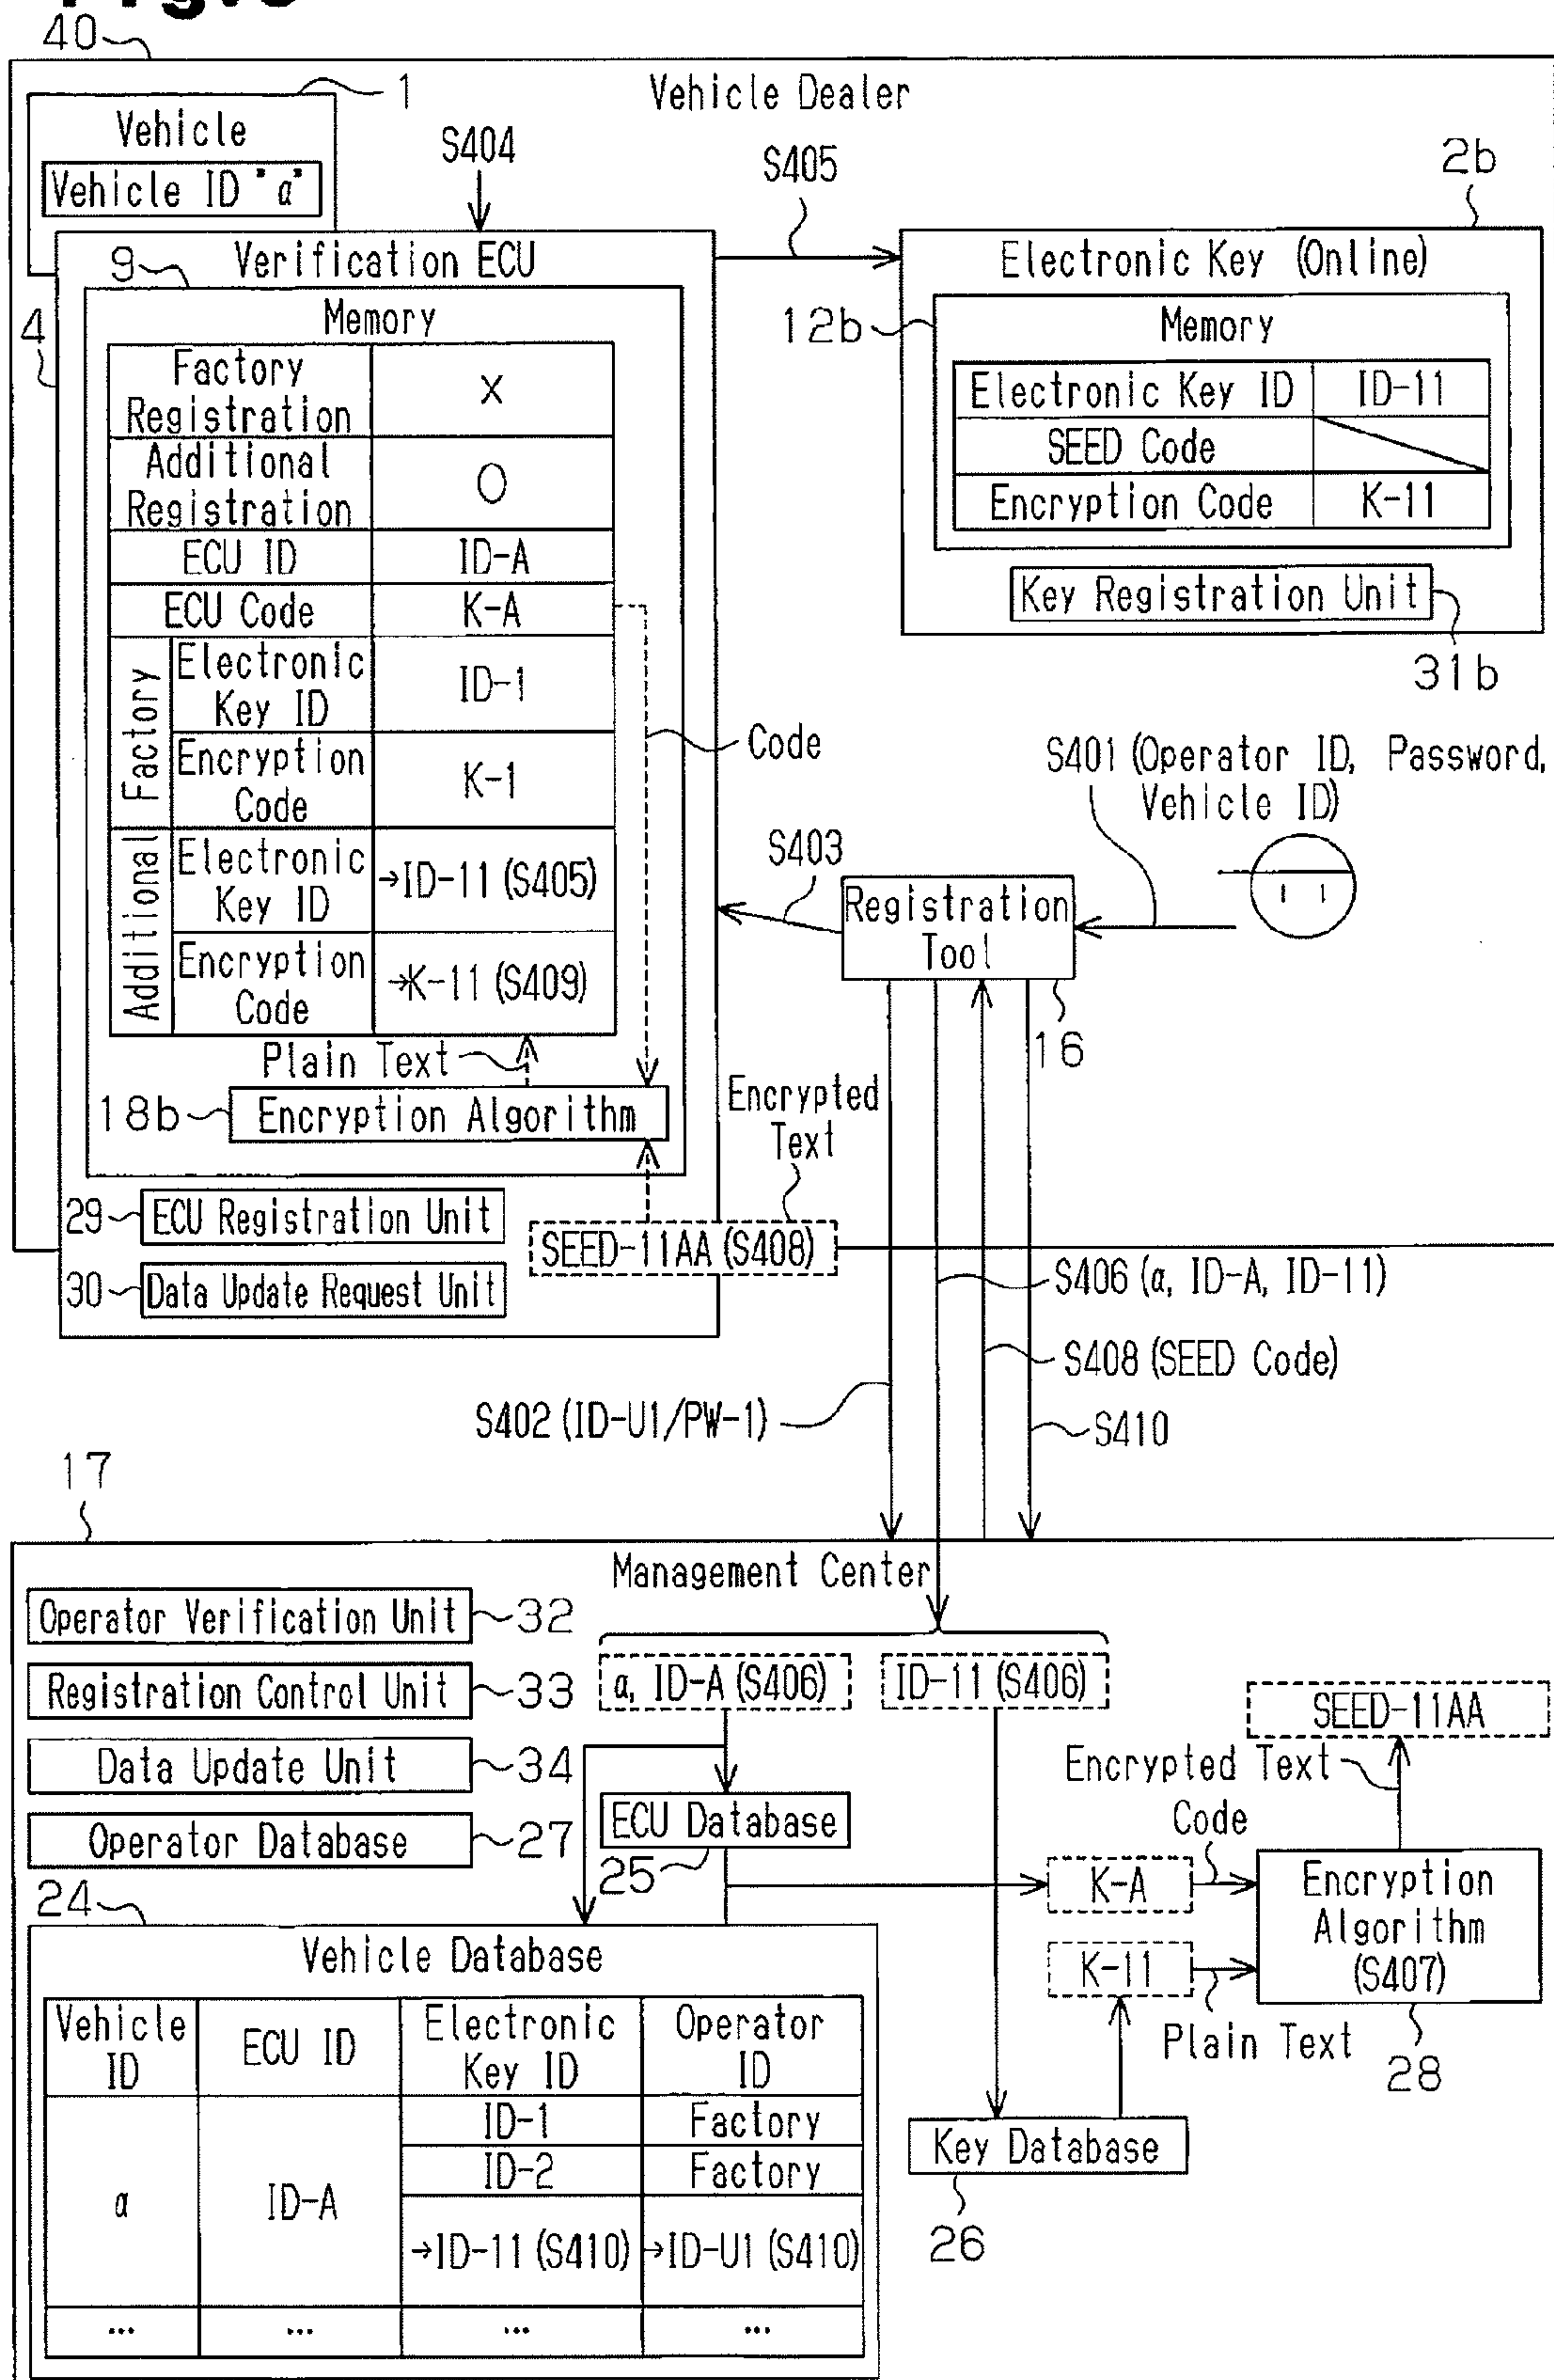 40
Vehicle Dealer
1
Vehicle
Vehicle ID "α"
S404
S405
2b
Verification ECU
9
4
Memory
Factory Registration X
Additional Registration O
ECU ID ID-A
ECU Code K-A
Factory
Electronic Key ID ID-1
Encryption Code K-1
Additional
Electronic Key ID →ID-11 (S405)
Encryption Code →K-11 (S409)
Code
Plain Text
18b
Encryption Algorithm
29
ECU Registration Unit
30
Data Update Request Unit
Encrypted
Text
SEED-11AA (S408)
Electronic Key (Online)
12b
Memory
Electronic Key ID ID-11
SEED Code
Encryption Code K-11
Key Registration Unit
31b
S401 (Operator ID, Password,
Vehicle ID)
S403
Registration
Tool
16
S406 (α, ID-A, ID-11)
S408 (SEED Code)
S402 (ID-U1/PW-1)
S410
17
Management Center
Operator Verification Unit
32
Registration Control Unit
33
Data Update Unit
34
Operator Database
27
α, ID-A (S406)
ID-11 (S406)
SEED-11AA
Encrypted Text
ECU Database
25
Code
K-A
K-11
Plain Text
Encryption
Algorithm
(S407)
28
Key Database
26
24
Vehicle Database
Vehicle ID ECU ID Electronic Key ID Operator ID
α ID-A
ID-1 Factory
ID-2 Factory
→ID-11 (S410) →ID-U1 (S410)
... ... ... ...